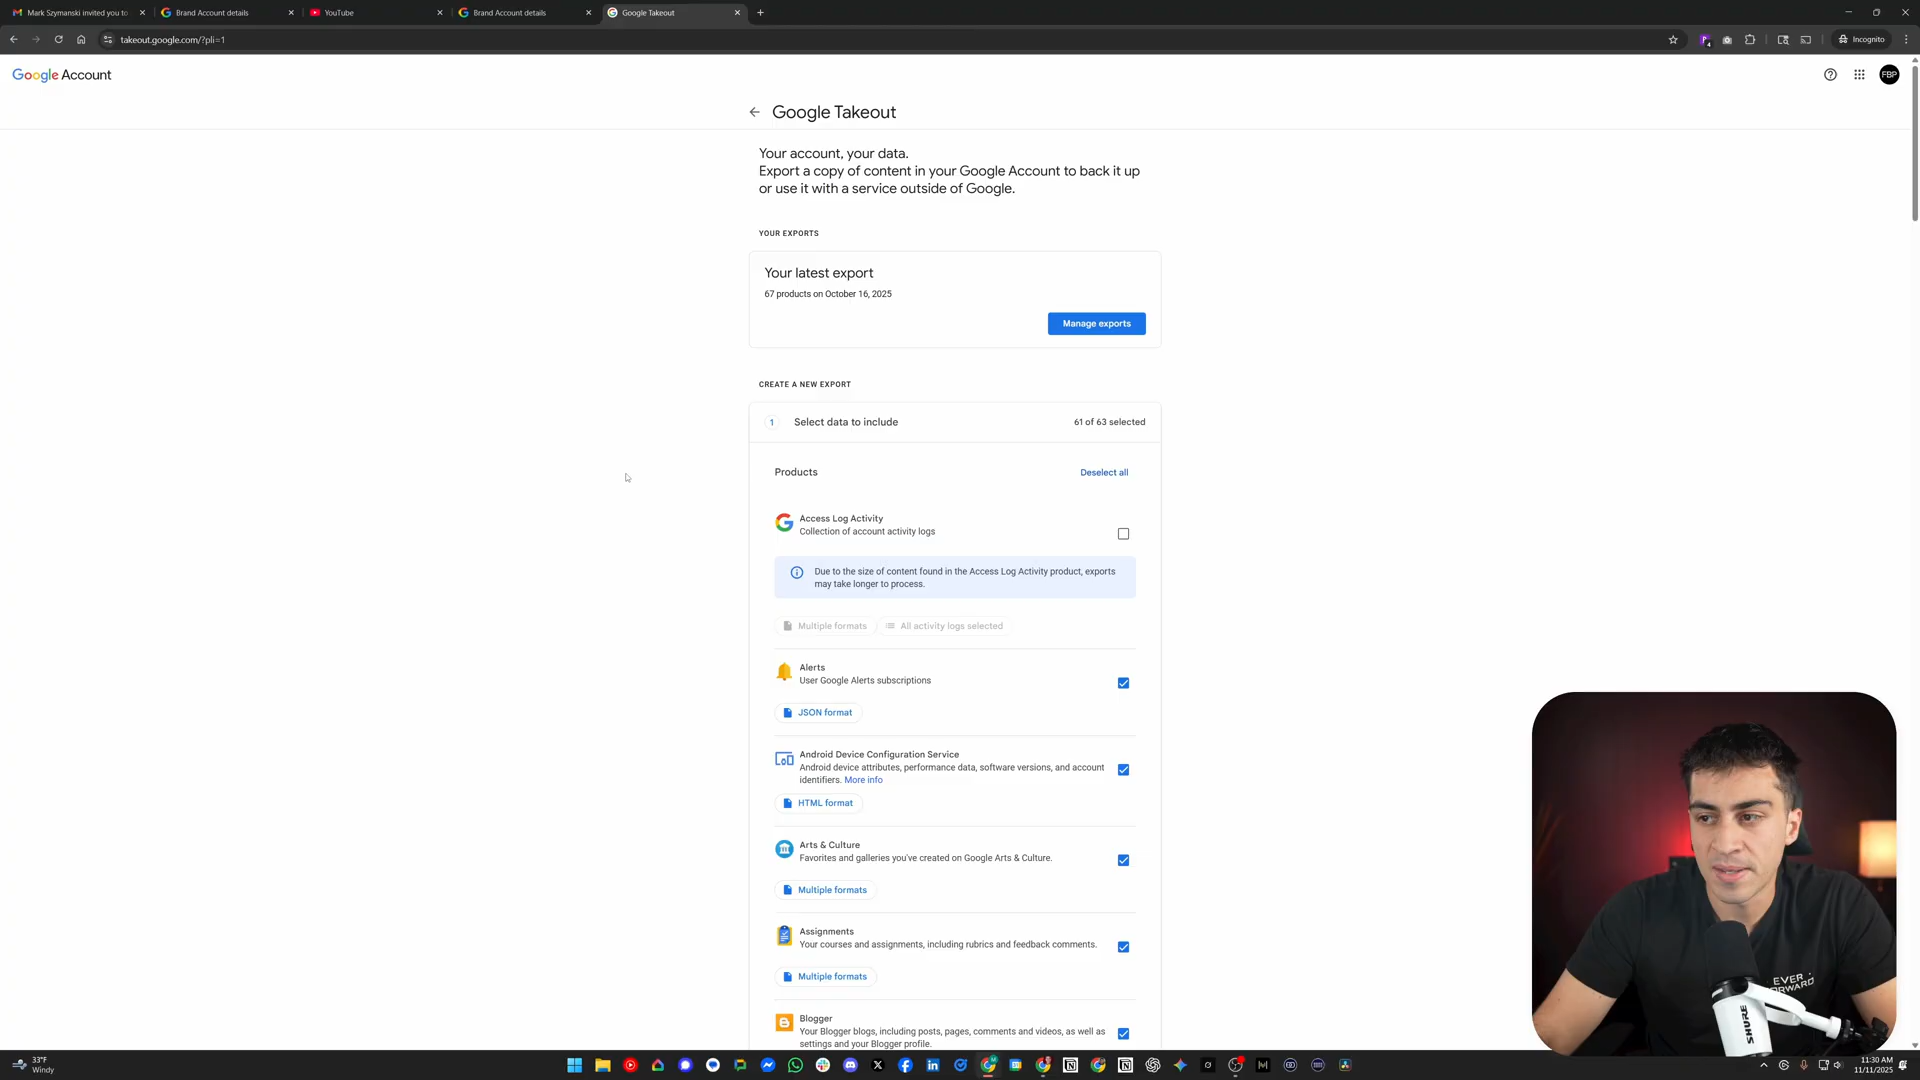 Mark Szymanski invited you to
Brand Account details
YouTube
Brand Account details
Google Takeout
takeout.google.com/?pli=1
Incognito
Google Account
FBP
Google Takeout
Your account, your data.
Export a copy of content in your Google Account to back it up
or use it with a service outside of Google.
YOUR EXPORTS
Your latest export
67 products on October 16, 2025
Manage exports
CREATE A NEW EXPORT
1 Select data to include 61 of 63 selected
Products Deselect all
Access Log Activity
Collection of account activity logs
Due to the size of content found in the Access Log Activity product, exports
may take longer to process.
Multiple formats All activity logs selected
Alerts
User Google Alerts subscriptions
JSON format
Android Device Configuration Service
Android device attributes, performance data, software versions, and account
identifiers. More info
HTML format
Arts & Culture
Favorites and galleries you've created on Google Arts & Culture.
Multiple formats
Assignments
Your courses and assignments, including rubrics and feedback comments.
Multiple formats
Blogger
Your Blogger blogs, including posts, pages, comments and videos, as well as
settings and your Blogger profile.
EVER
SHURE
33°F
Windy
11:30 AM
11/11/2025